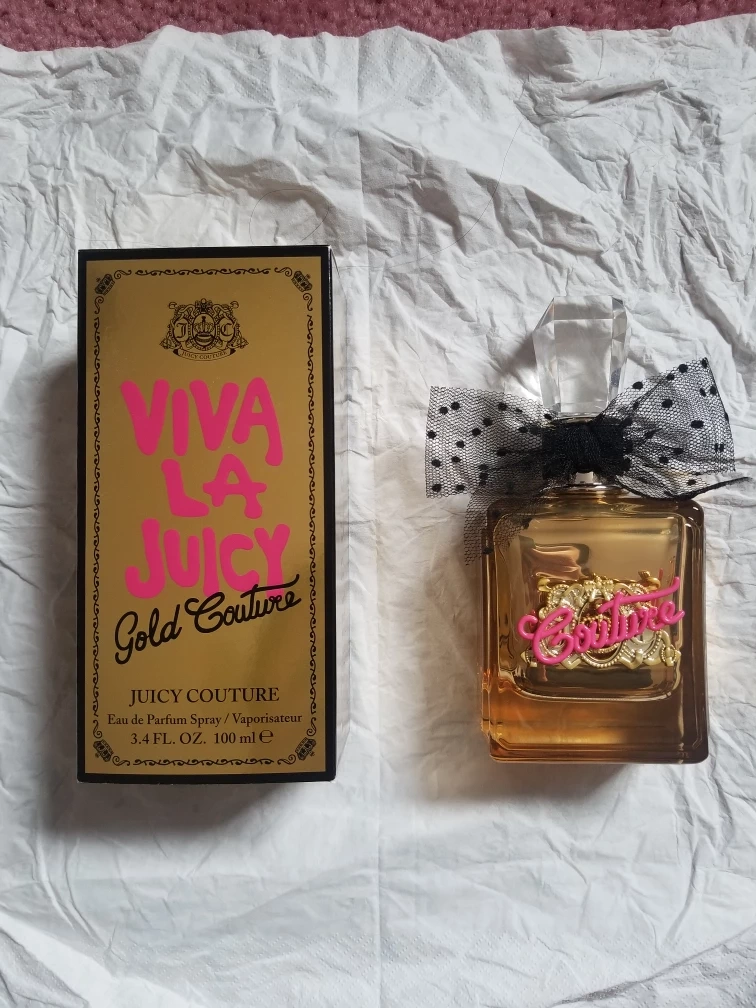 J C
JUICY COUTURE
VIVA
LA
JUICY
Gold Couture
JUICY COUTURE
Eau de Parfum Spray / Vaporisateur
3.4 FL. OZ. 100 ml ℮
Couture